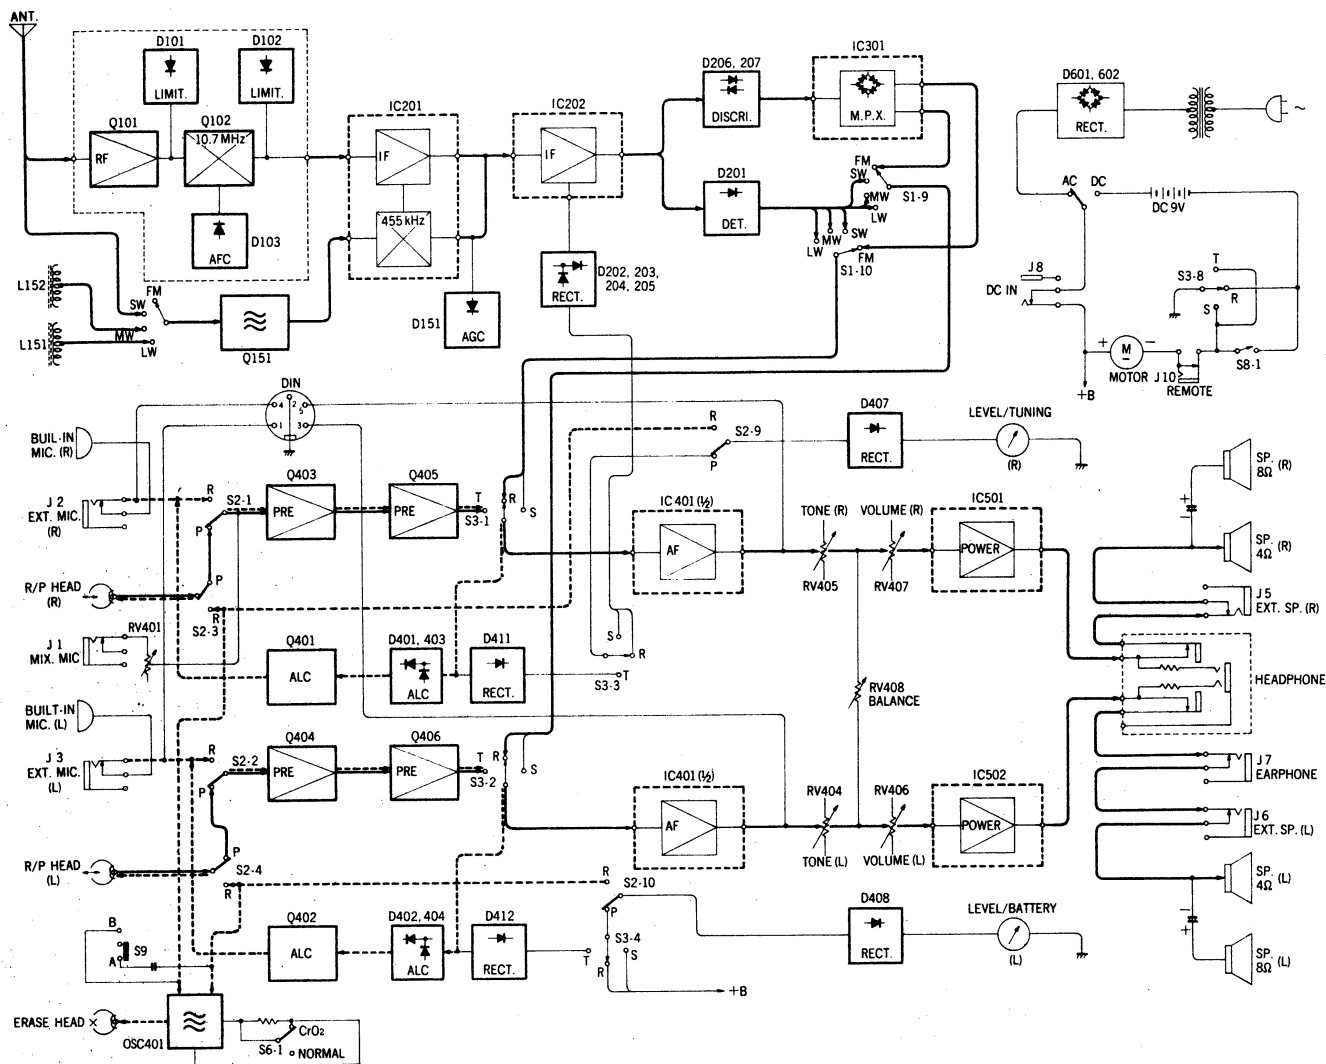 ANT.
D101
LIMIT.
D102
LIMIT.
Q101
RF
Q102
10.7 MHz
D103
AFC
IC201
IF
455 kHz
IC202
IF
D206, 207
DISCRI.
IC301
M.P.X.
D201
DET.
FM
SW
MW
LW
S1-9
LW
MW
SW
FM
S1-10
D202, 203,
204, 205
RECT.
D151
AGC
L152
L151
FM
SW
MW
LW
Q151
D601, 602
RECT.
~
AC
DC
DC 9V
J8
DC IN
S3-8
T
R
S
+
M
-
MOTOR
J10
REMOTE
S8-1
+B
DIN
4
2
5
1
3
BUIL-IN
MIC. (R)
J 2
EXT. MIC.
(R)
R
S2-1
P
Q403
PRE
Q405
PRE
T
S3-1
R
S
R
S2-9
P
D407
RECT.
LEVEL/TUNING
(R)
IC 401 (½)
AF
TONE (R)
RV405
VOLUME (R)
RV407
IC501
POWER
SP.
8Ω (R)
+
-
SP.
4Ω (R)
J 5
EXT. SP. (R)
HEADPHONE
R/P HEAD
(R)
P
R
S2-3
J 1
MIX. MIC
RV401
Q401
ALC
D401, 403
ALC
D411
RECT.
S
R
T
S3-3
RV408
BALANCE
BUILT-IN
MIC. (L)
J 3
EXT. MIC.
(L)
R
S2-2
P
Q404
PRE
Q406
PRE
T
S3-2
R
S
IC401 (½)
AF
RV404
TONE (L)
RV406
VOLUME (L)
IC502
POWER
J 7
EARPHONE
J 6
EXT. SP. (L)
SP.
4Ω (L)
-
+
SP.
8Ω (L)
R/P HEAD
(L)
P
S2-4
R
R
S2-10
P
S3-4
R
S
T
+B
D408
RECT.
LEVEL/BATTERY
(L)
Q402
ALC
D402, 404
ALC
D412
RECT.
B
S9
A
ERASE HEAD
OSC401
S6-1
CrO₂
NORMAL